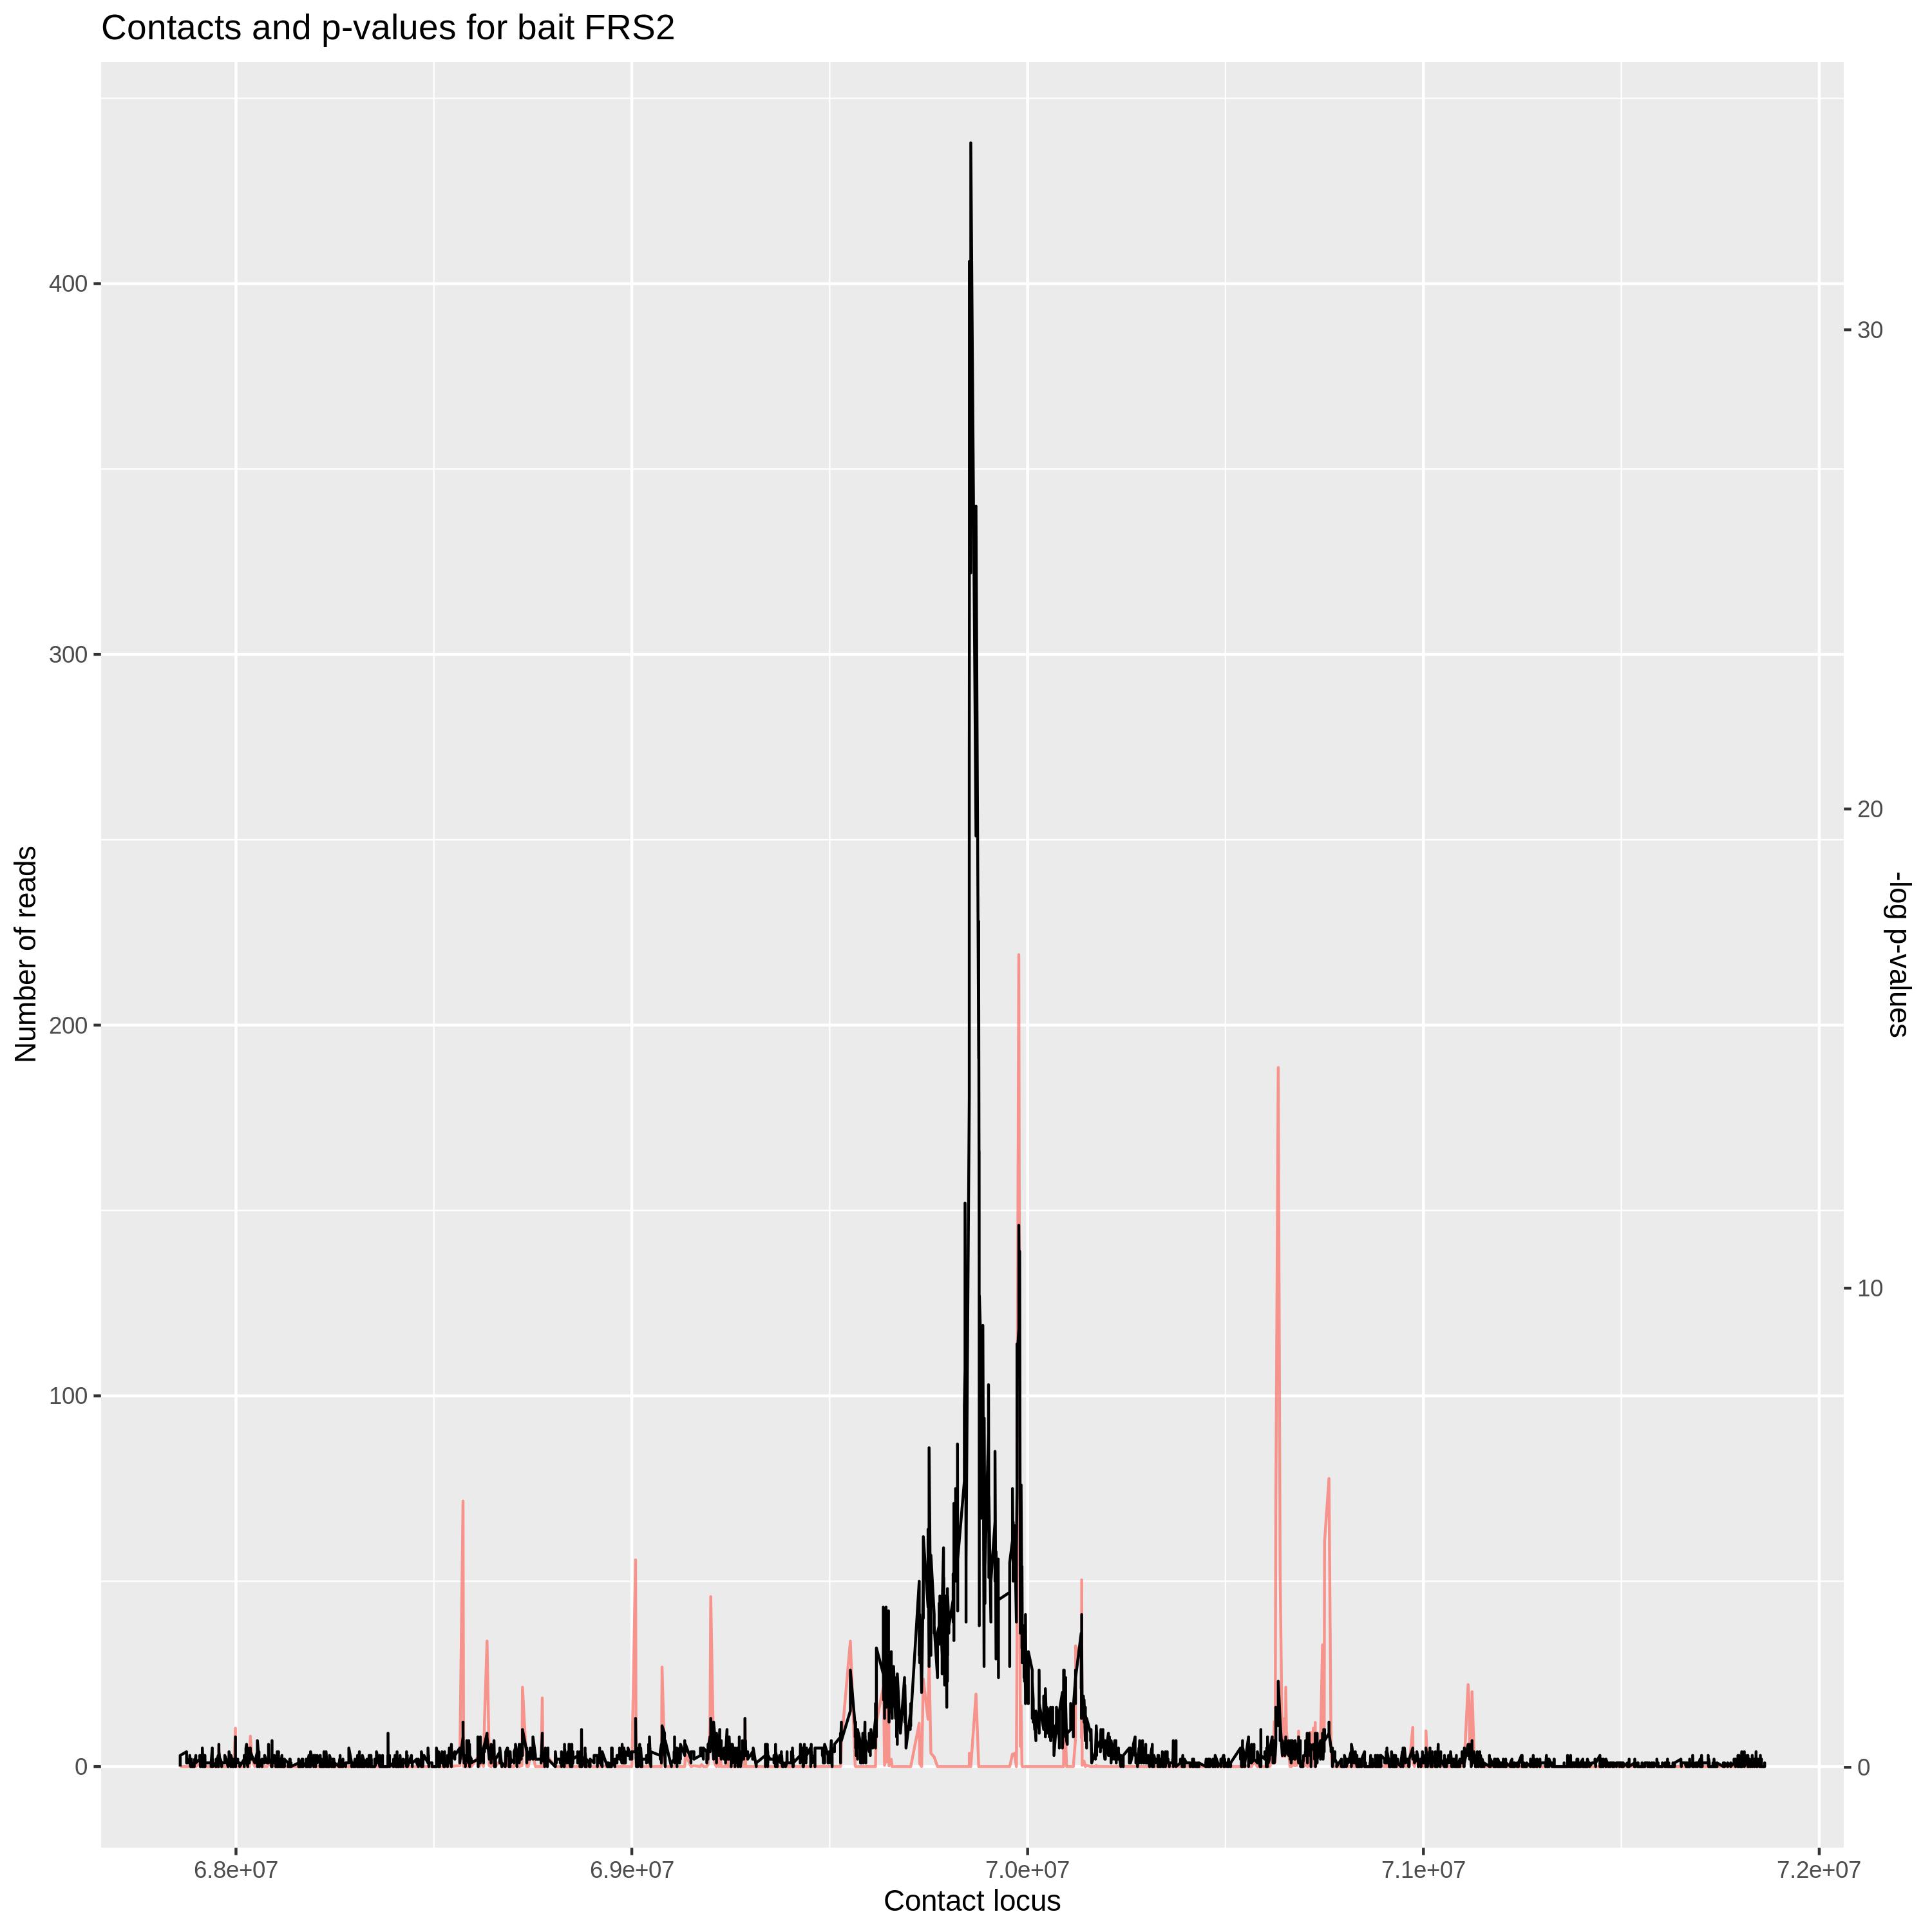 Contacts and p-values for bait FRS2
400
300
200
100
0
Number of reads
30
20
10
0
-log p-values
6.8e+07
6.9e+07
7.0e+07
7.1e+07
7.2e+07
Contact locus